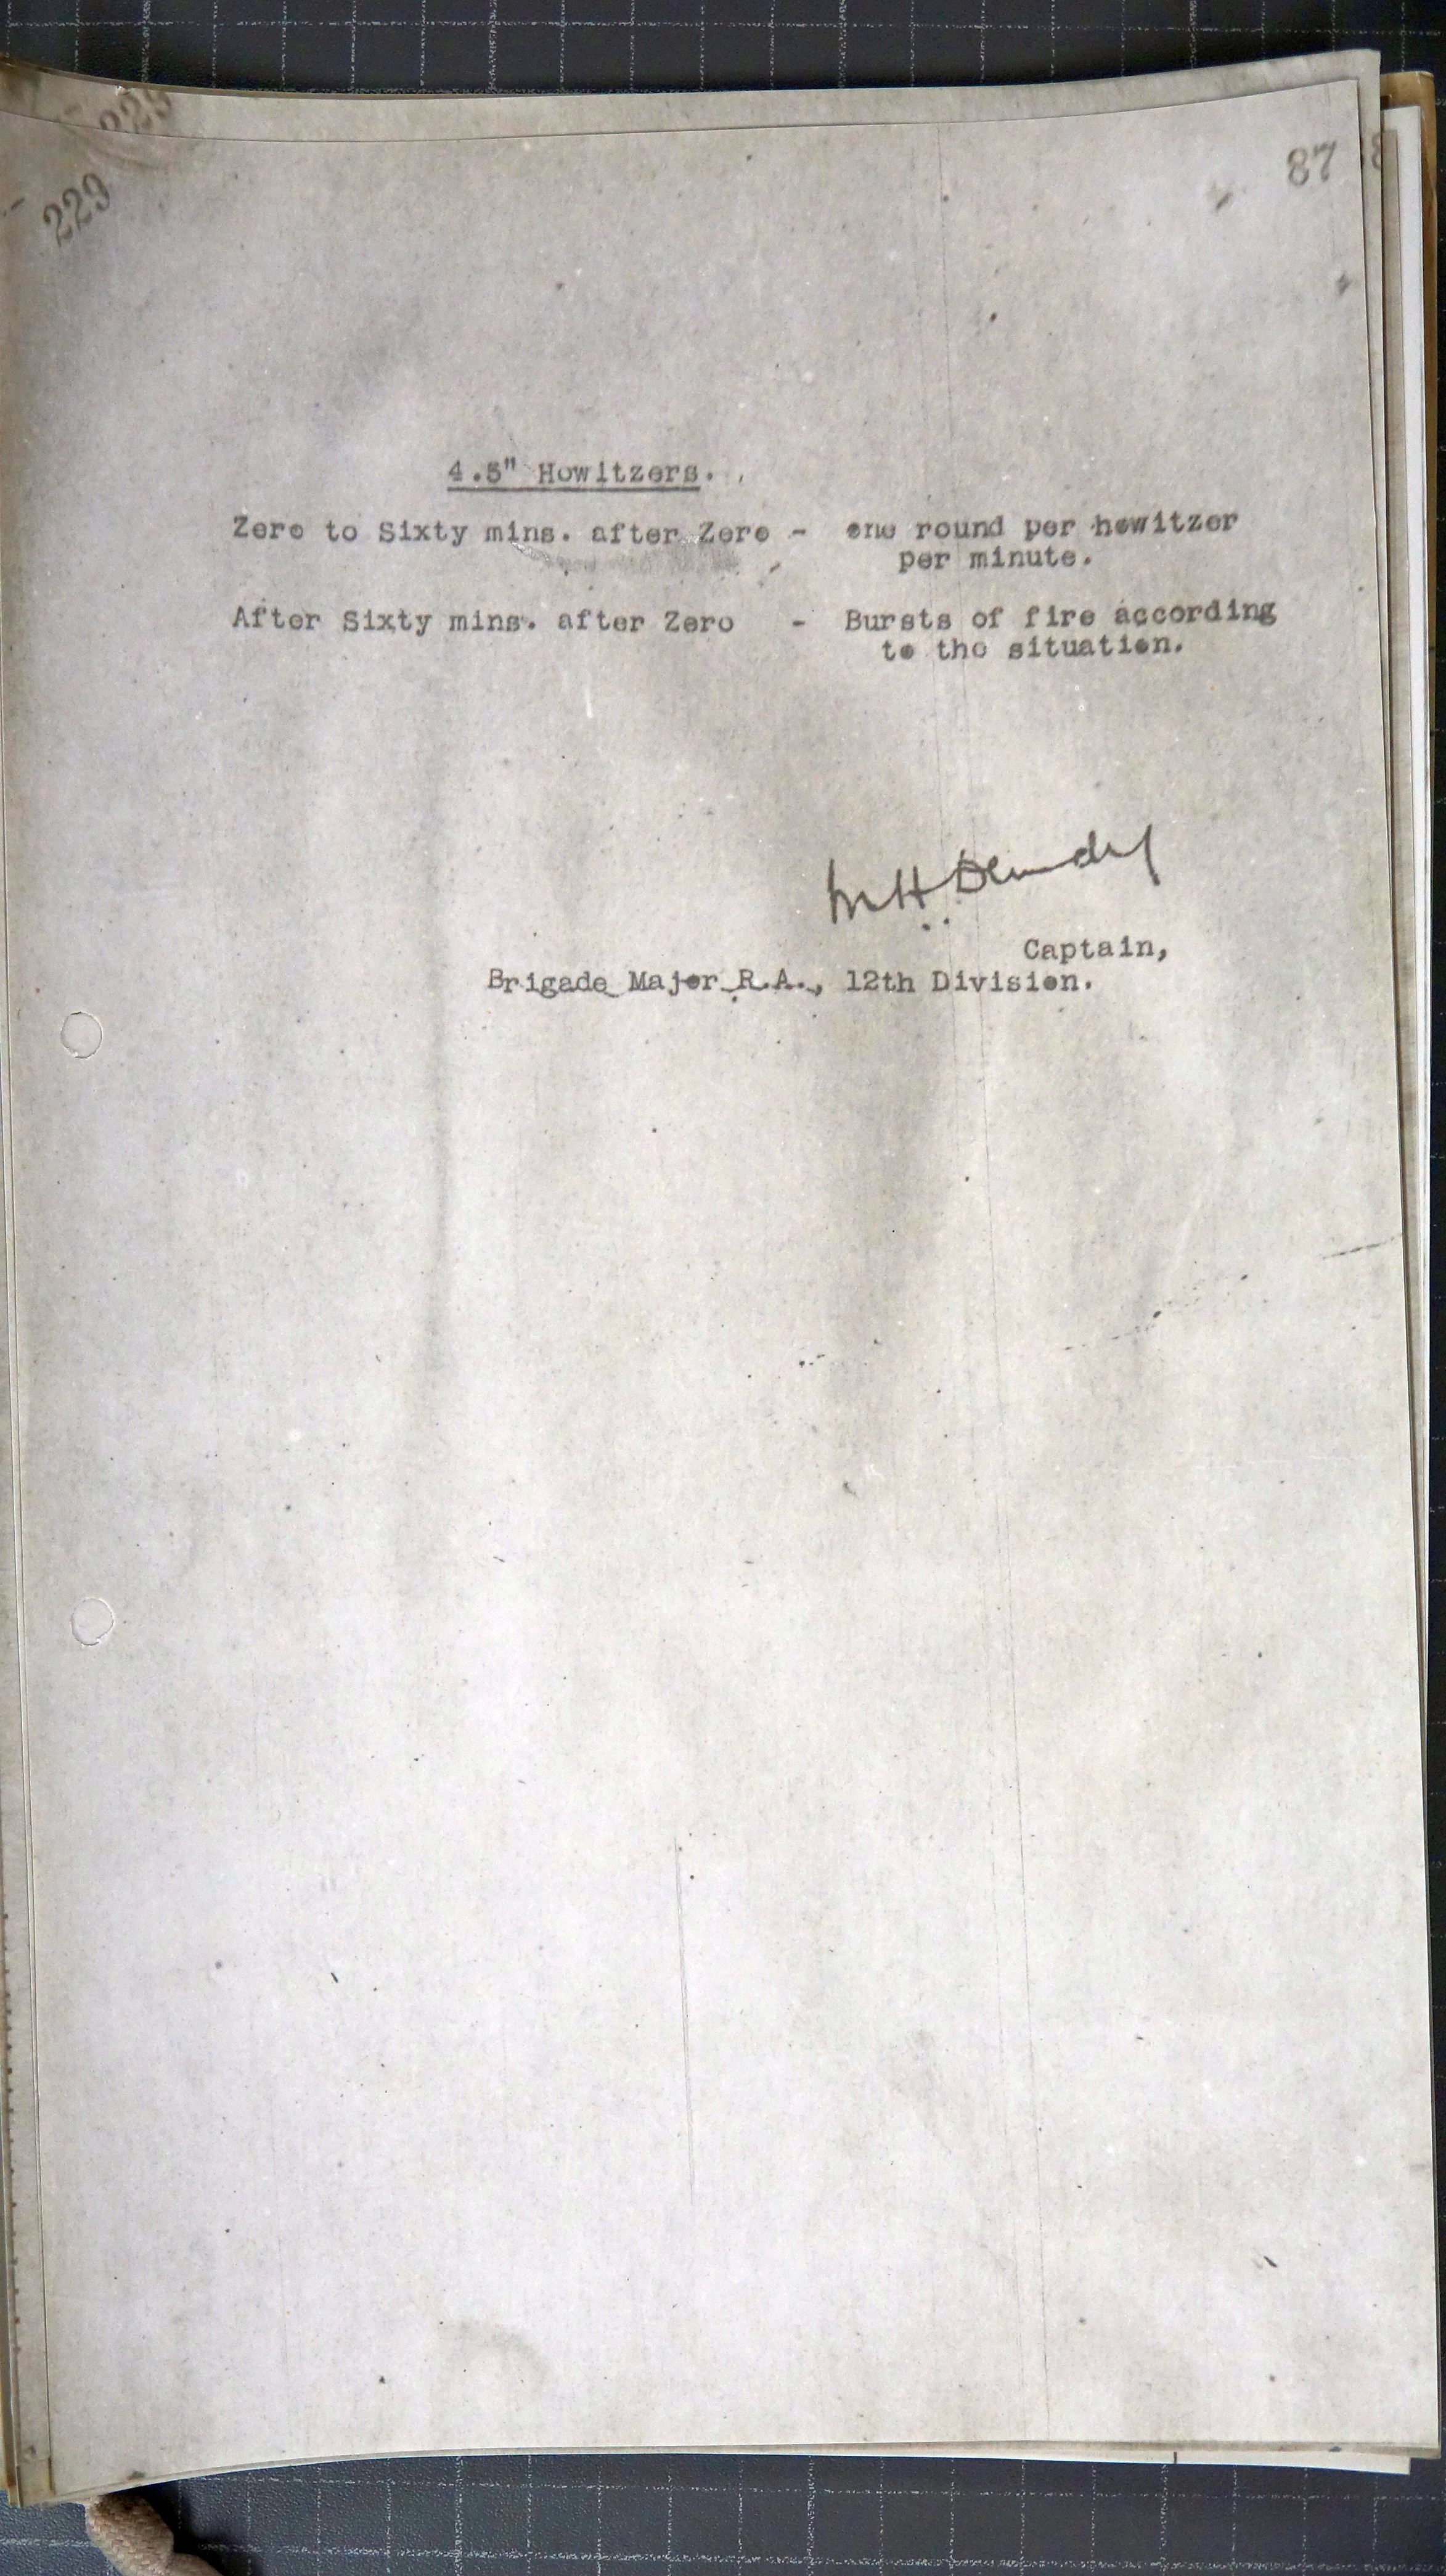 229
87
4.5" Howitzers.
Zero to Sixty mins. after Zero - one round per howitzer
per minute.
After Sixty mins. after Zero - Bursts of fire according
to the situation.
Captain,
Brigade Major R.A., 12th Division.